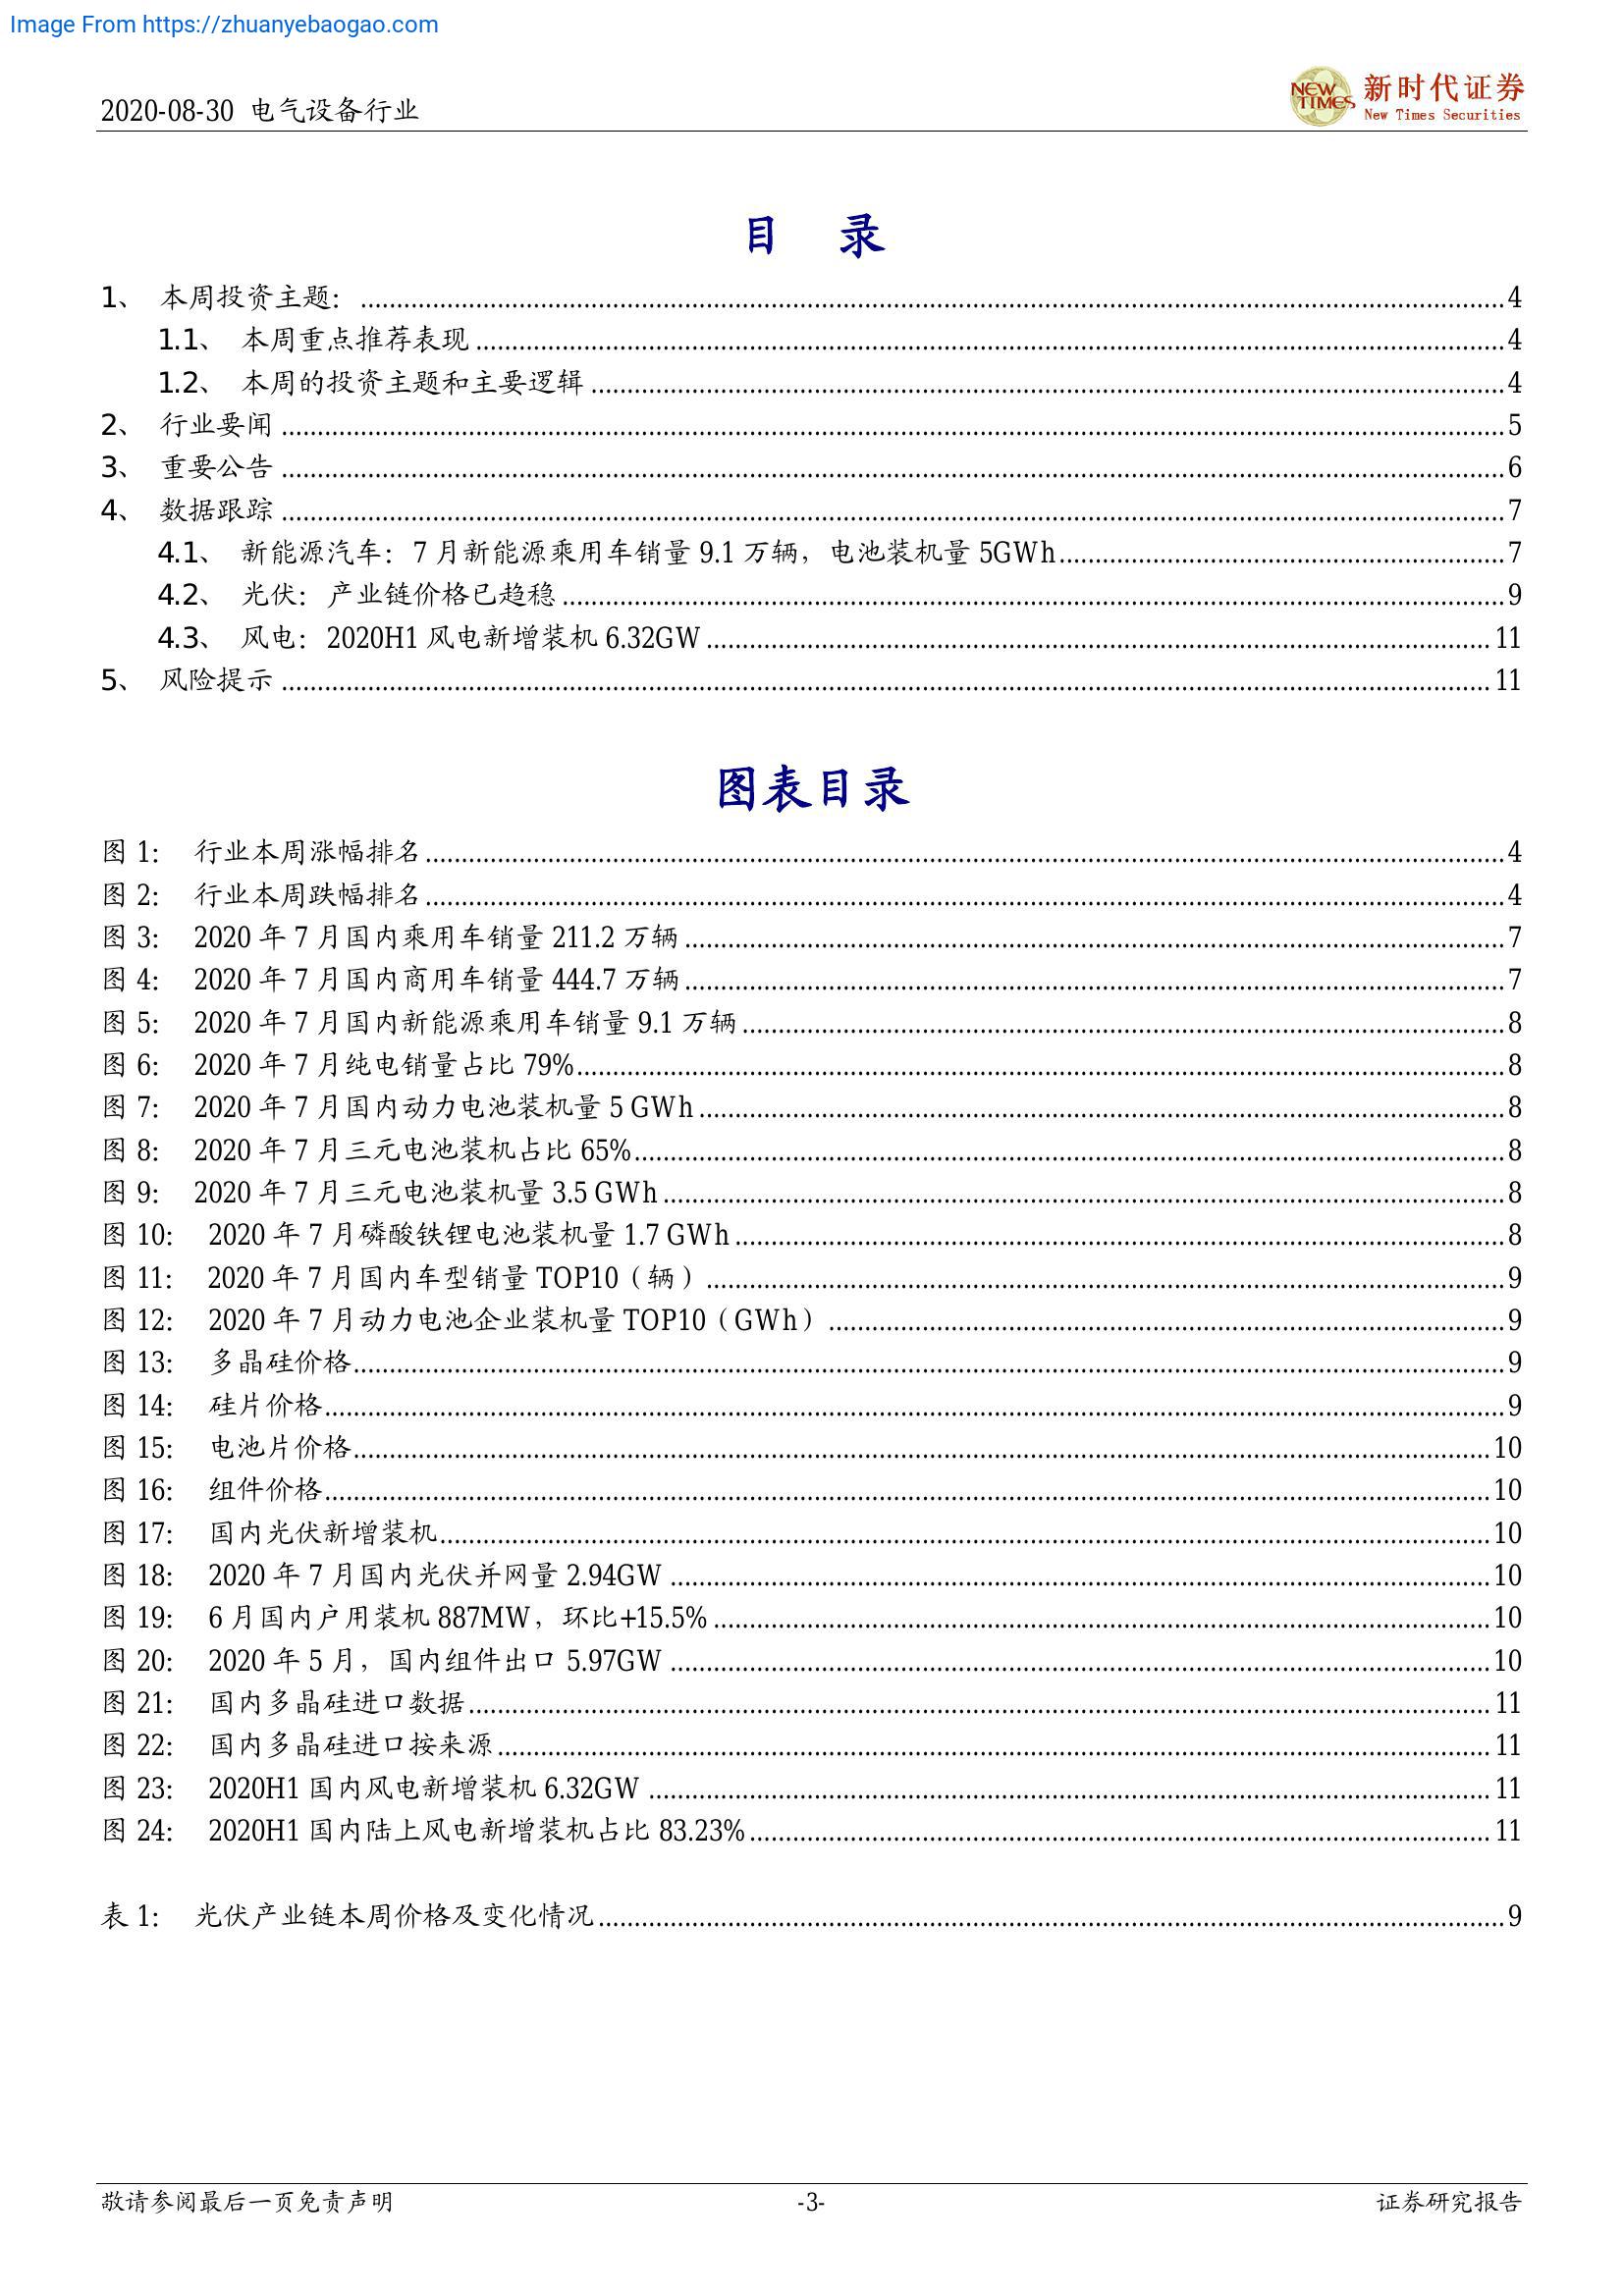 Image From https://zhuanyebaogao.com
2020-08-30 电气设备行业
NEW TIMES
新时代证券
New Times Securities
目 录
1、 本周投资主题： 4
1.1、 本周重点推荐表现 4
1.2、 本周的投资主题和主要逻辑 4
2、 行业要闻 5
3、 重要公告 6
4、 数据跟踪 7
4.1、 新能源汽车：7 月新能源乘用车销量 9.1 万辆，电池装机量 5GWh 7
4.2、 光伏：产业链价格已趋稳 9
4.3、 风电：2020H1 风电新增装机 6.32GW 11
5、 风险提示 11
图表目录
图 1: 行业本周涨幅排名 4
图 2: 行业本周跌幅排名 4
图 3: 2020 年 7 月国内乘用车销量 211.2 万辆 7
图 4: 2020 年 7 月国内商用车销量 444.7 万辆 7
图 5: 2020 年 7 月国内新能源乘用车销量 9.1 万辆 8
图 6: 2020 年 7 月纯电销量占比 79% 8
图 7: 2020 年 7 月国内动力电池装机量 5 GWh 8
图 8: 2020 年 7 月三元电池装机占比 65% 8
图 9: 2020 年 7 月三元电池装机量 3.5 GWh 8
图 10: 2020 年 7 月磷酸铁锂电池装机量 1.7 GWh 8
图 11: 2020 年 7 月国内车型销量 TOP10（辆） 9
图 12: 2020 年 7 月动力电池企业装机量 TOP10（GWh） 9
图 13: 多晶硅价格 9
图 14: 硅片价格 9
图 15: 电池片价格 10
图 16: 组件价格 10
图 17: 国内光伏新增装机 10
图 18: 2020 年 7 月国内光伏并网量 2.94GW 10
图 19: 6 月国内户用装机 887MW，环比+15.5% 10
图 20: 2020 年 5 月，国内组件出口 5.97GW 10
图 21: 国内多晶硅进口数据 11
图 22: 国内多晶硅进口按来源 11
图 23: 2020H1 国内风电新增装机 6.32GW 11
图 24: 2020H1 国内陆上风电新增装机占比 83.23% 11
表 1: 光伏产业链本周价格及变化情况 9
敬请参阅最后一页免责声明 -3- 证券研究报告